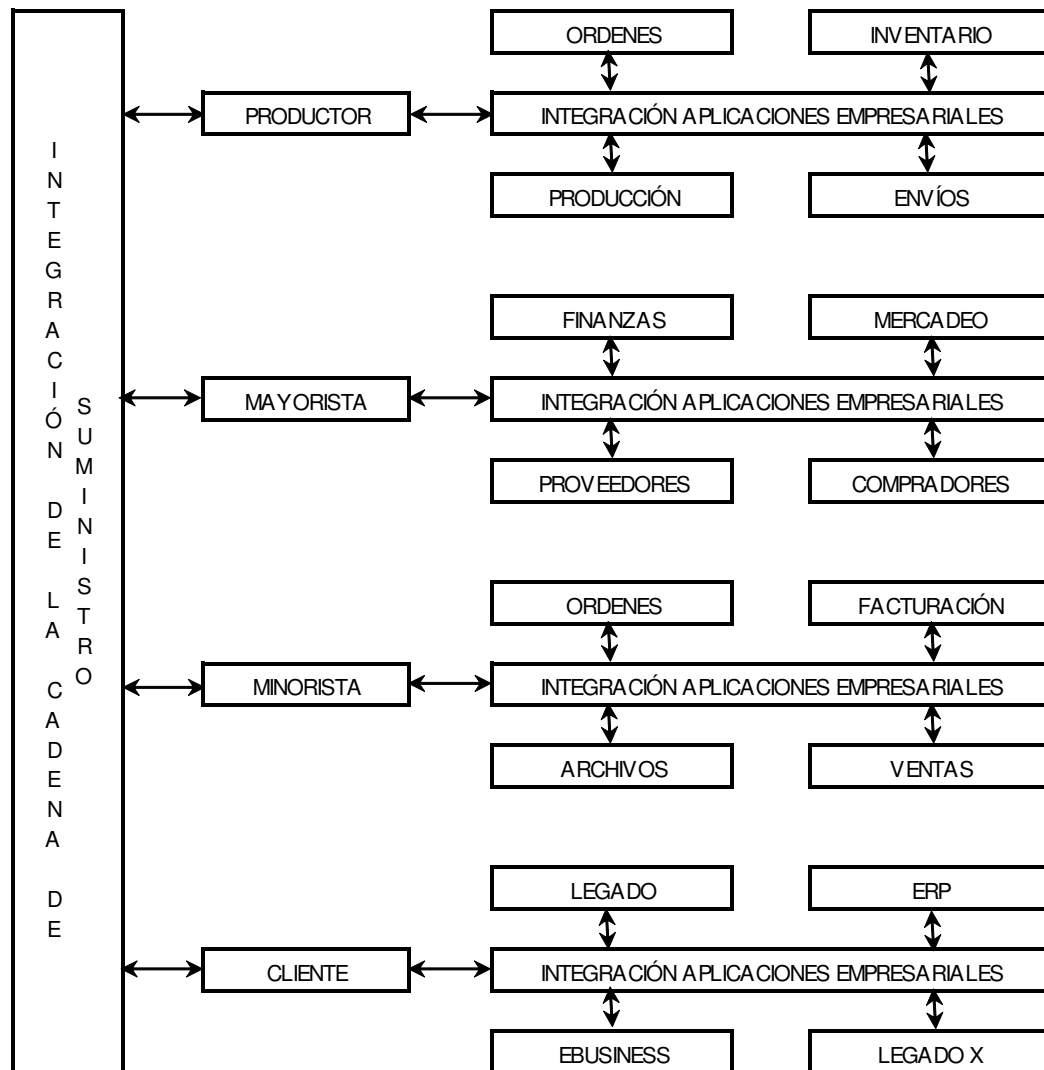 INTEGRACIÓN DE LA CADENA DE
SUMINISTRO
ORDENES
INVENTARIO
PRODUCTOR
INTEGRACIÓN APLICACIONES EMPRESARIALES
PRODUCCIÓN
ENVÍOS
FINANZAS
MERCADEO
MAYORISTA
INTEGRACIÓN APLICACIONES EMPRESARIALES
PROVEEDORES
COMPRADORES
ORDENES
FACTURACIÓN
MINORISTA
INTEGRACIÓN APLICACIONES EMPRESARIALES
ARCHIVOS
VENTAS
LEGADO
ERP
CLIENTE
INTEGRACIÓN APLICACIONES EMPRESARIALES
EBUSINESS
LEGADO X